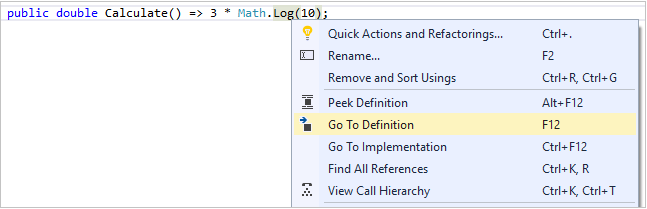 public double Calculate() => 3 * Math.Log(10);
Quick Actions and Refactorings... Ctrl+.
Rename... F2
Remove and Sort Usings Ctrl+R, Ctrl+G
Peek Definition Alt+F12
Go To Definition F12
Go To Implementation Ctrl+F12
Find All References Ctrl+K, R
View Call Hierarchy Ctrl+K, Ctrl+T